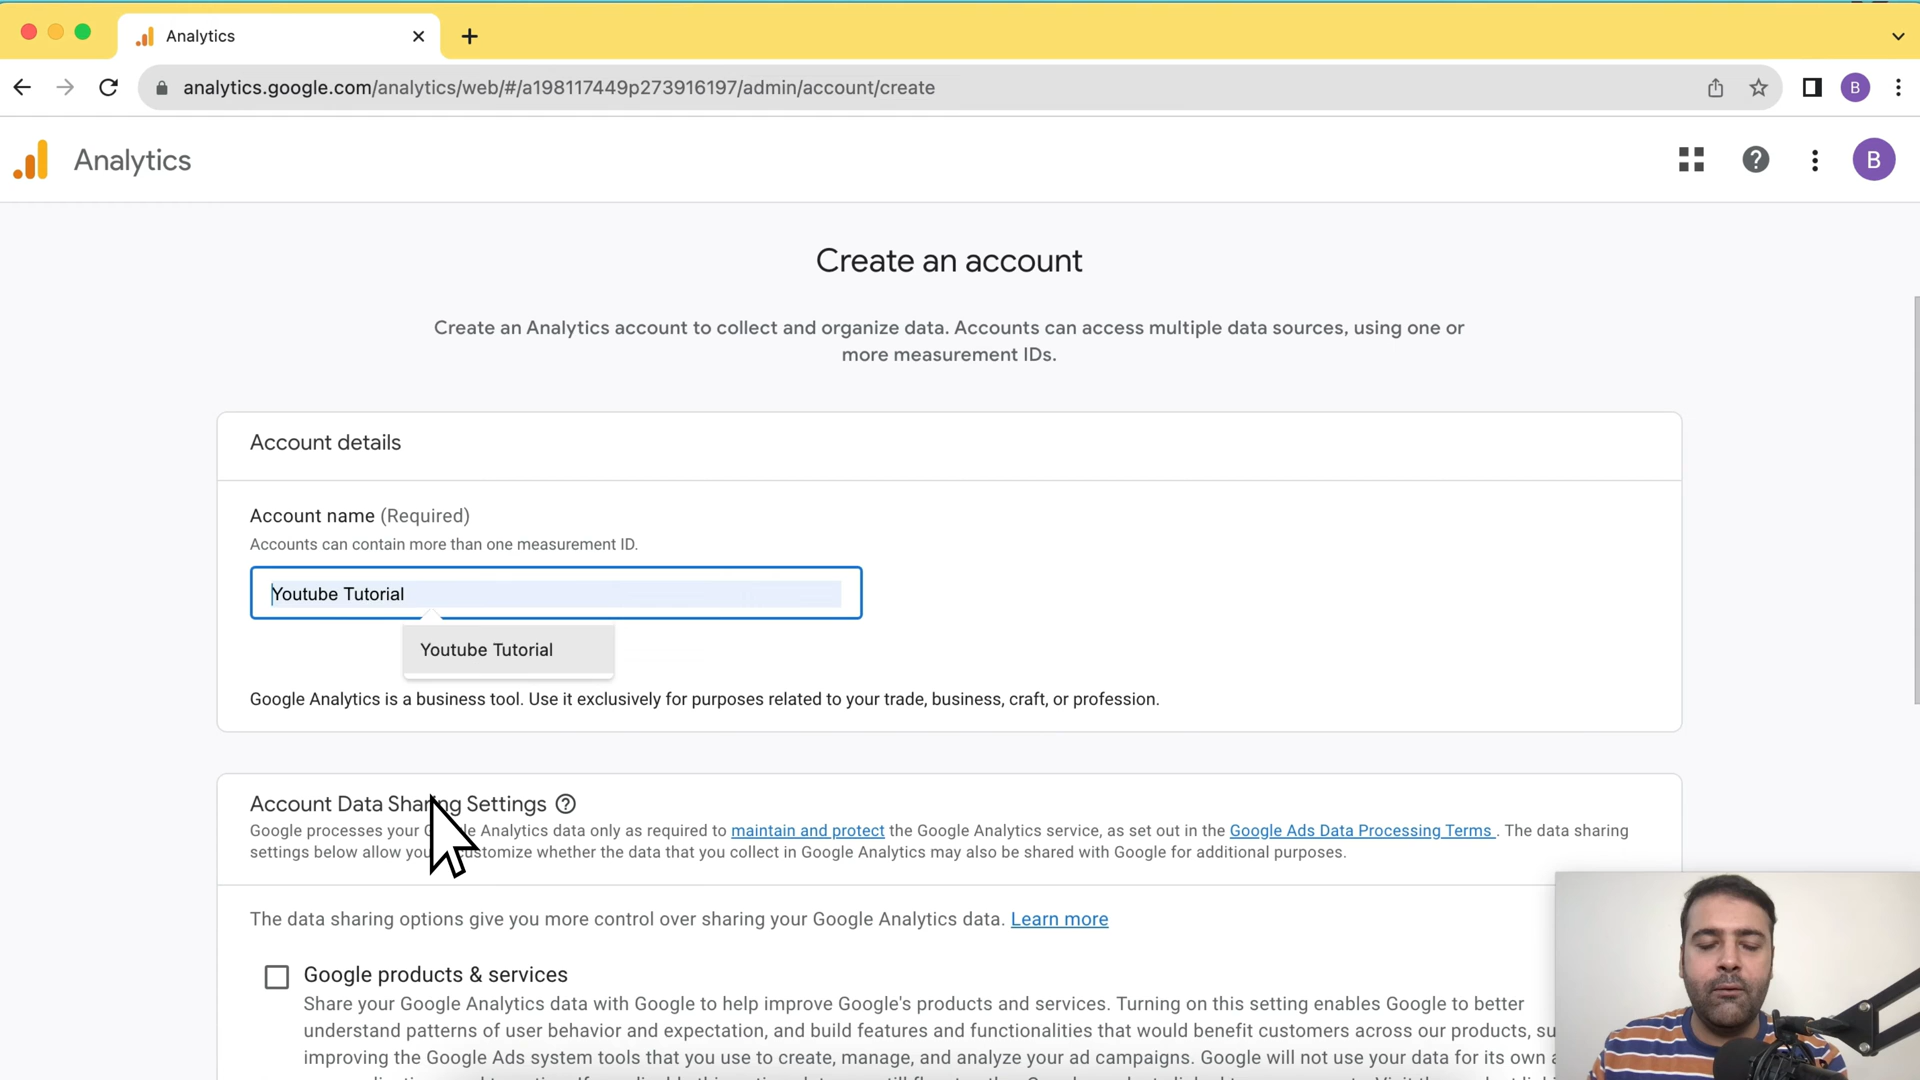 Analytics
analytics.google.com/analytics/web/#/a198117449p273916197/admin/account/create
B
Analytics
B
Create an account
Create an Analytics account to collect and organize data. Accounts can access multiple data sources, using one or
more measurement IDs.
Account details
Account name (Required)
Accounts can contain more than one measurement ID.
Youtube Tutorial
Youtube Tutorial
Google Analytics is a business tool. Use it exclusively for purposes related to your trade, business, craft, or profession.
Account Data Sharing Settings
Google processes your Google Analytics data only as required to maintain and protect the Google Analytics service, as set out in the Google Ads Data Processing Terms . The data sharing
settings below allow you customize whether the data that you collect in Google Analytics may also be shared with Google for additional purposes.
The data sharing options give you more control over sharing your Google Analytics data. Learn more
Google products & services
Share your Google Analytics data with Google to help improve Google's products and services. Turning on this setting enables Google to better
understand patterns of user behavior and expectation, and build features and functionalities that would benefit customers across our products, su
improving the Google Ads system tools that you use to create, manage, and analyze your ad campaigns. Google will not use your data for its own a